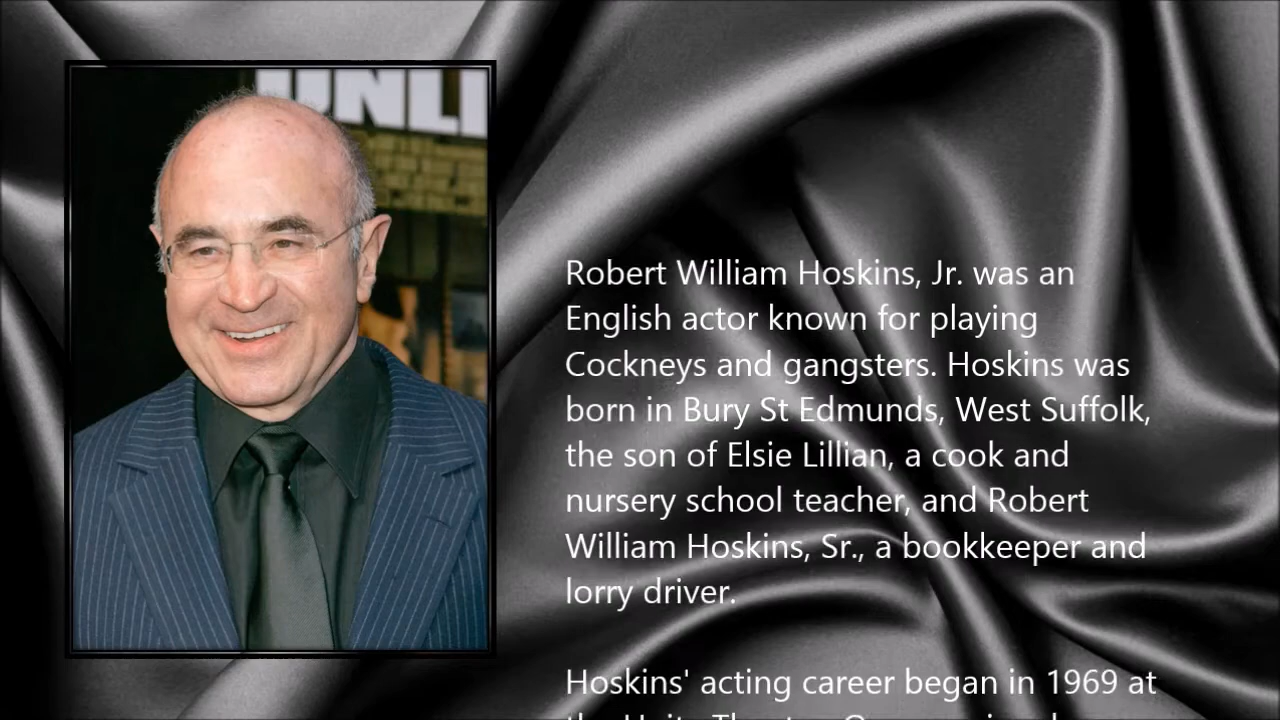 UNLI
Robert William Hoskins, Jr. was an
English actor known for playing
Cockneys and gangsters. Hoskins was
born in Bury St Edmunds, West Suffolk,
the son of Elsie Lillian, a cook and
nursery school teacher, and Robert
William Hoskins, Sr., a bookkeeper and
lorry driver.
Hoskins' acting career began in 1969 at